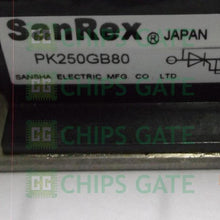 SanRex® JAPAN
PK250GB80
SANSHA ELECTRIC MFG. CO., LTD
CHIPS GATE
CHIPS GATE
CHIPS GATE